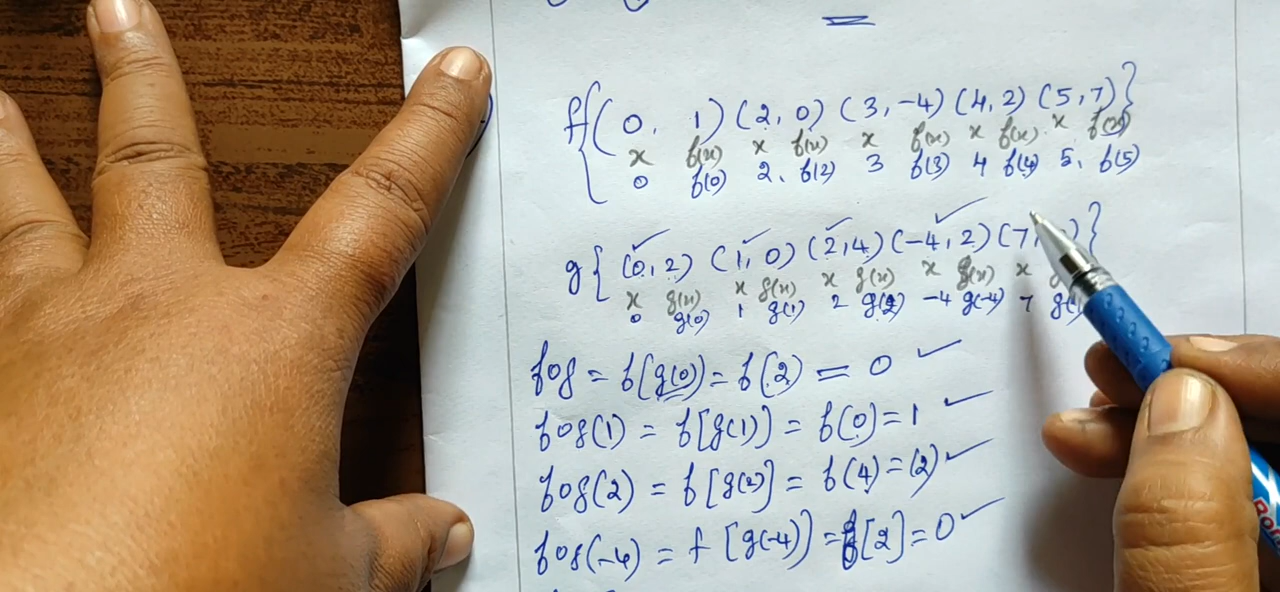 f{(0, 1) (2, 0) (3, -4) (4, 2) (5, 7)}
x f(x) x f(x) x f(x) x f(x) x f(x)
0 f(0) 2, f(2) 3 f(3) 4 f(4) 5, f(5)
g{(0, 2) (1, 0) (2, 4) (-4, 2) (7, )}
x g(x) x g(x) x g(x) x g(x) x
0 g(0) 1 g(1) 2 g(2) -4 g(-4) 7
fog = f[g(0)] = f(2) = 0 ✓
fog(1) = f[g(1)] = f(0) = 1 ✓
fog(2) = f[g(2)] = f(4) = (2) ✓
fog(-4) = f[g(-4)] = f[2] = 0 ✓